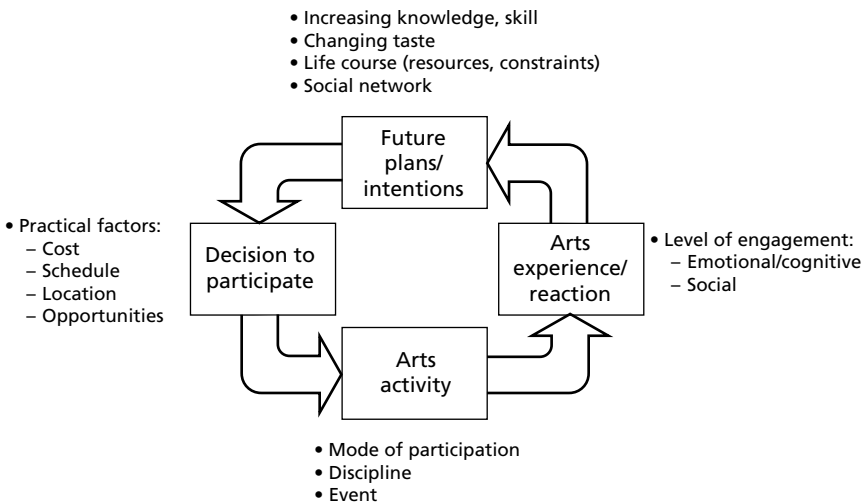 • Increasing knowledge, skill
• Changing taste
• Life course (resources, constraints)
• Social network
Future
plans/
intentions
• Practical factors:
– Cost
– Schedule
– Location
– Opportunities
Decision to
participate
Arts
experience/
reaction
• Level of engagement:
– Emotional/cognitive
– Social
Arts
activity
• Mode of participation
• Discipline
• Event